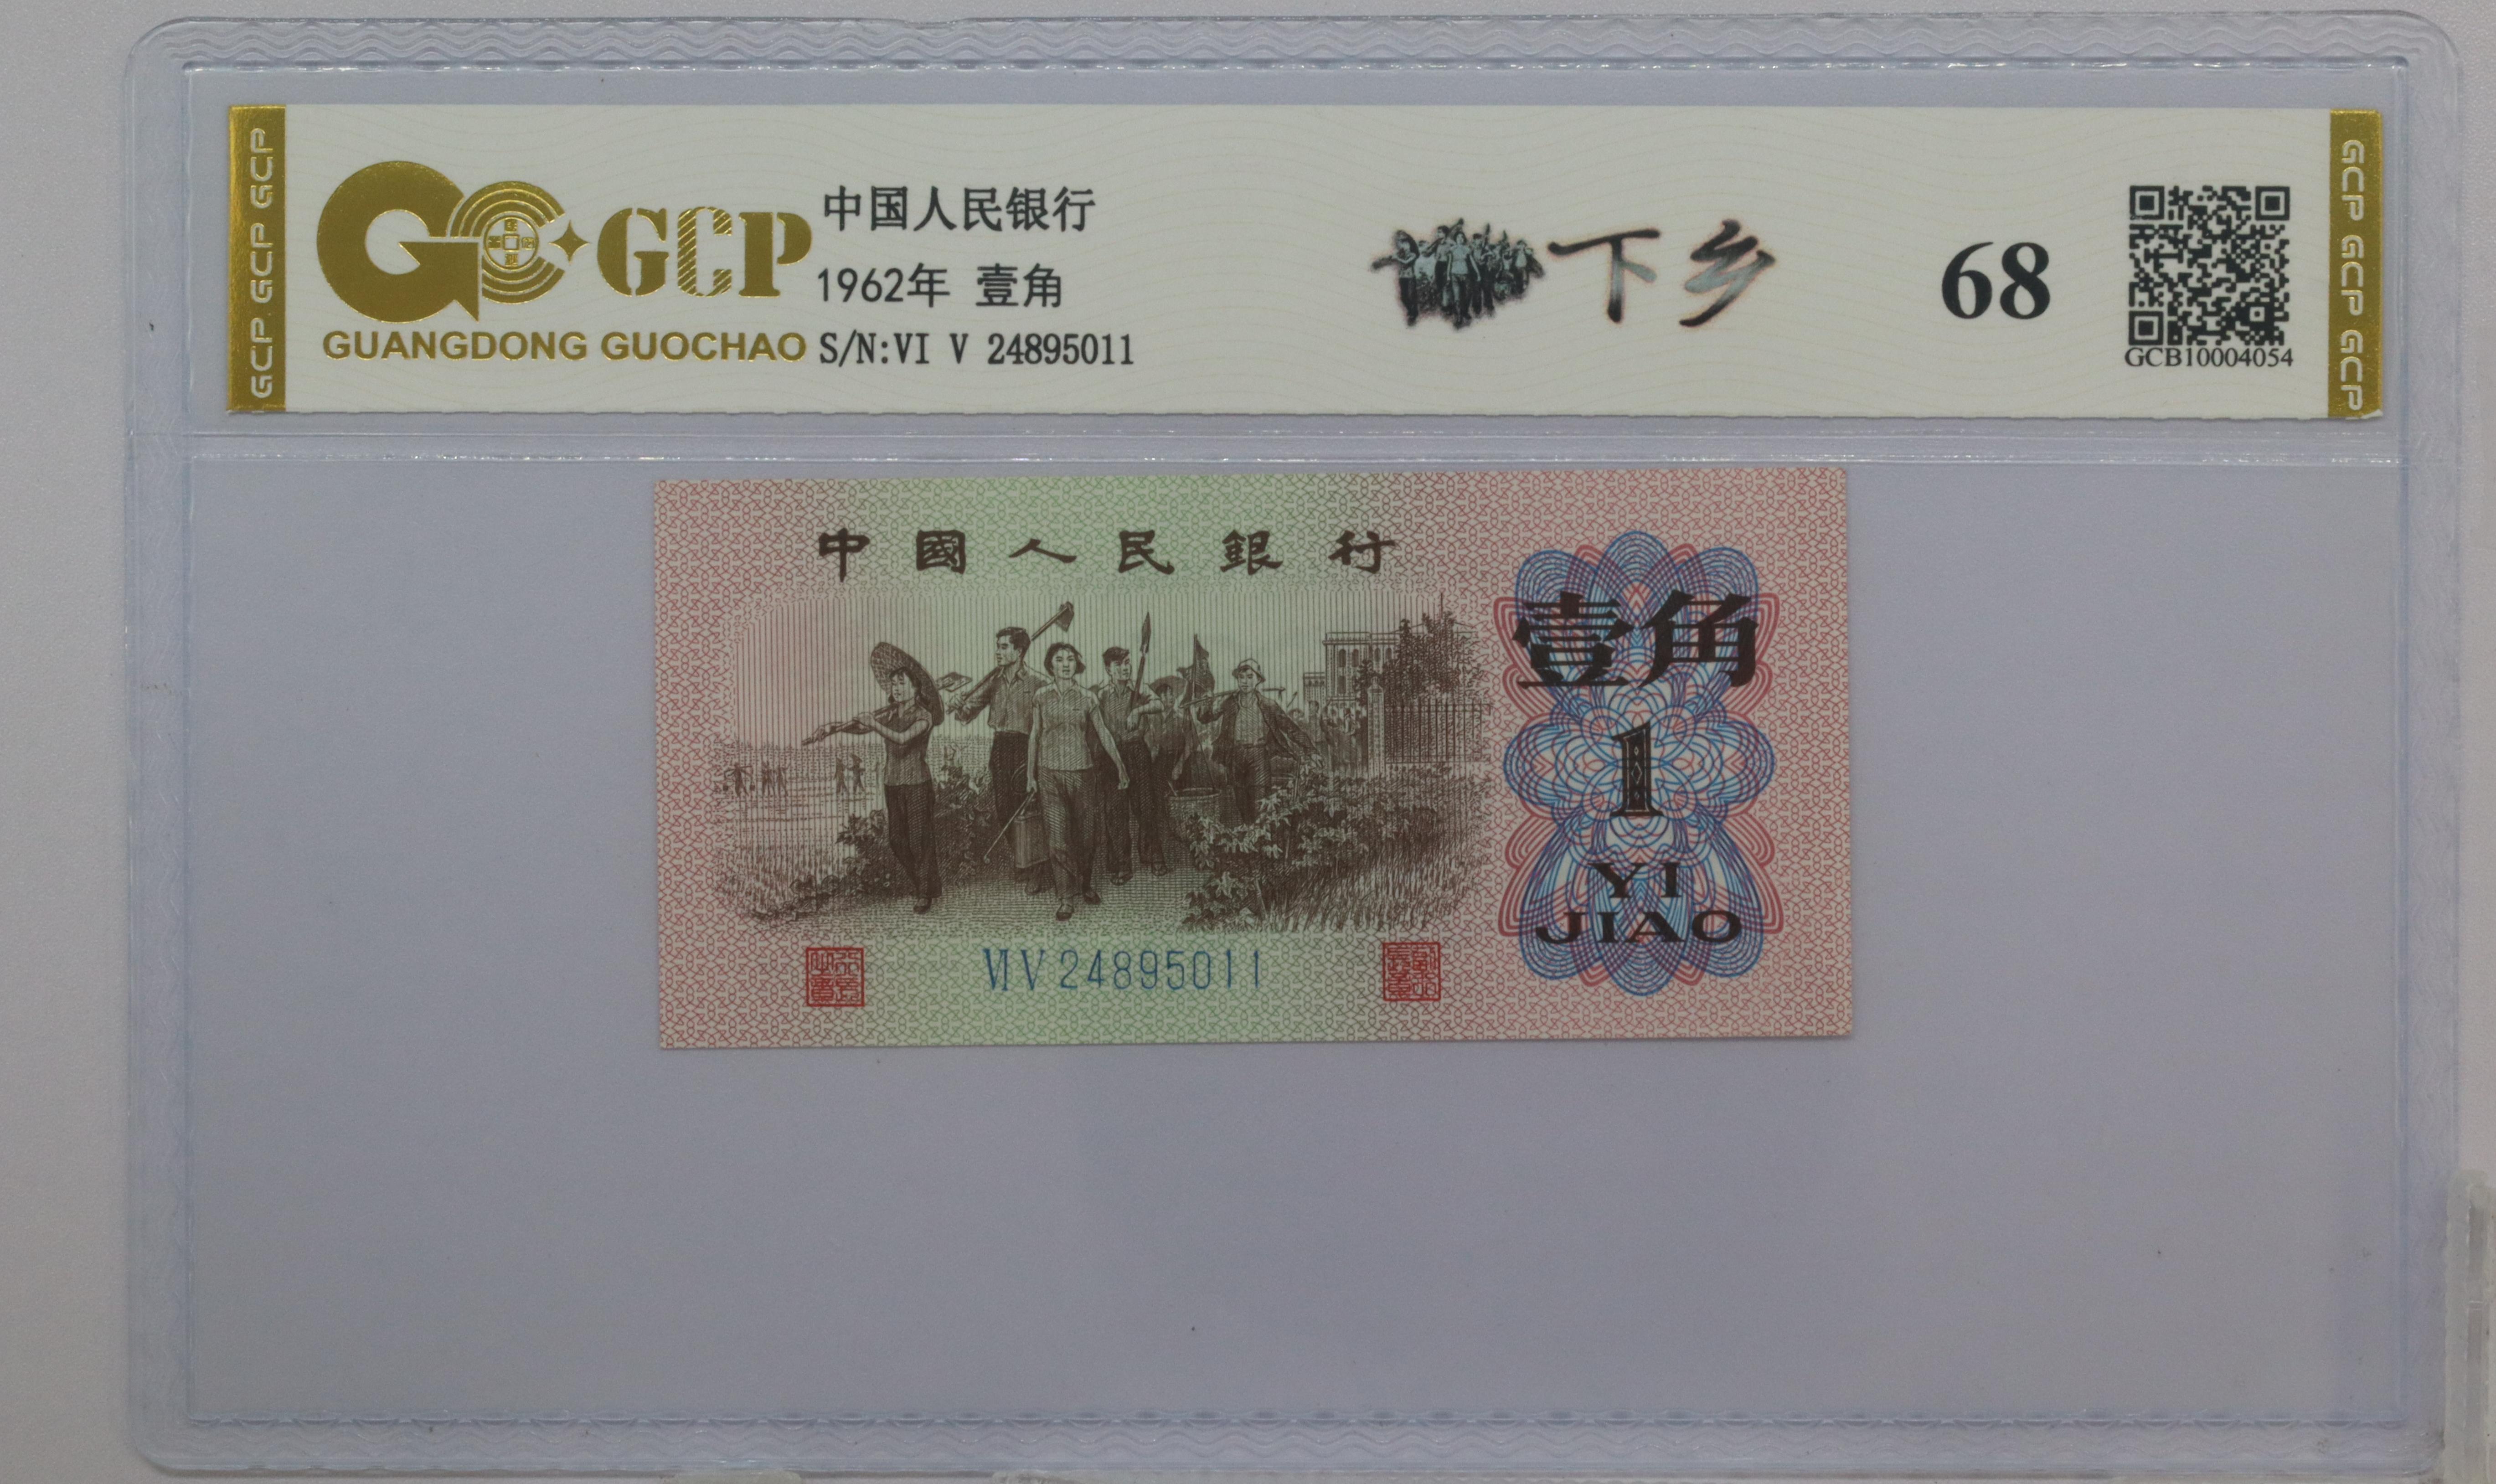 GCP GCP GCP
GCP
GUANGDONG GUOCHAO
中国人民银行
1962年 壹角
S/N:VI V 24895011
下乡
68
GCB10004054
GCP GCP GCP
中國人民銀行
壹角
1
YI
JIAO
VI V 24895011